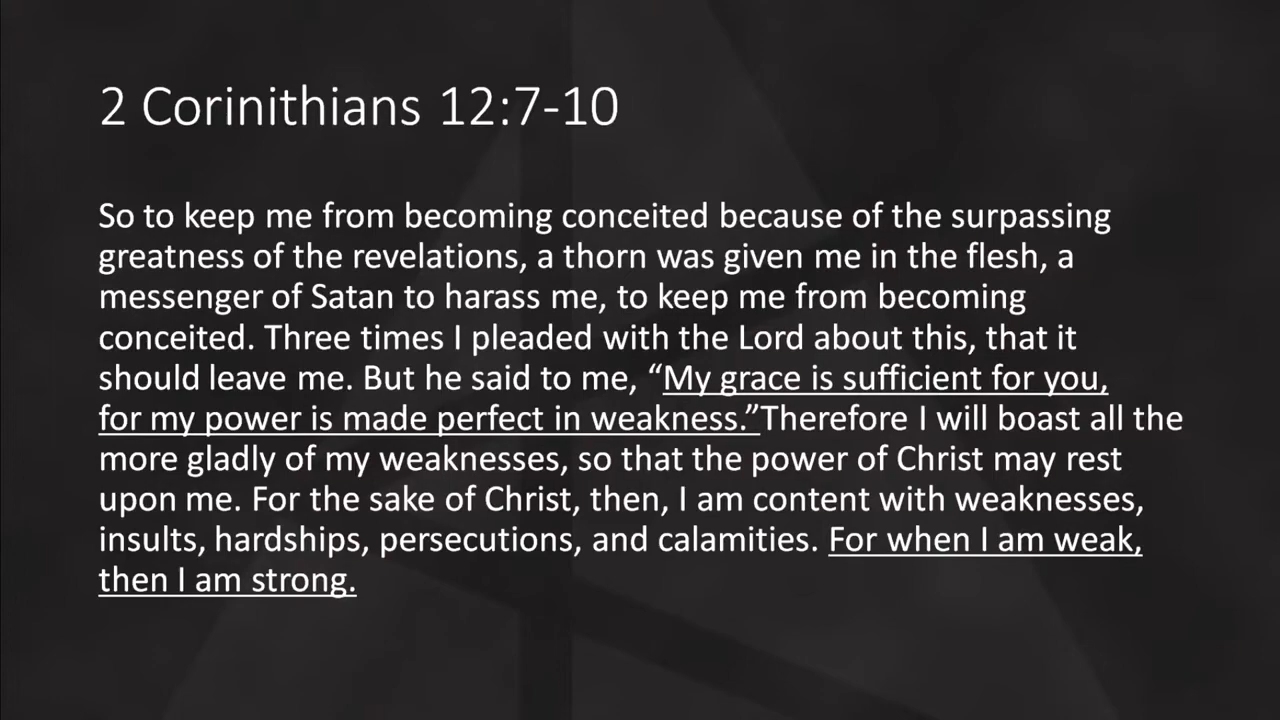 2 Corinithians 12:7-10
So to keep me from becoming conceited because of the surpassing
greatness of the revelations, a thorn was given me in the flesh, a
messenger of Satan to harass me, to keep me from becoming
conceited. Three times I pleaded with the Lord about this, that it
should leave me. But he said to me, “My grace is sufficient for you,
for my power is made perfect in weakness.”Therefore I will boast all the
more gladly of my weaknesses, so that the power of Christ may rest
upon me. For the sake of Christ, then, I am content with weaknesses,
insults, hardships, persecutions, and calamities. For when I am weak,
then I am strong.